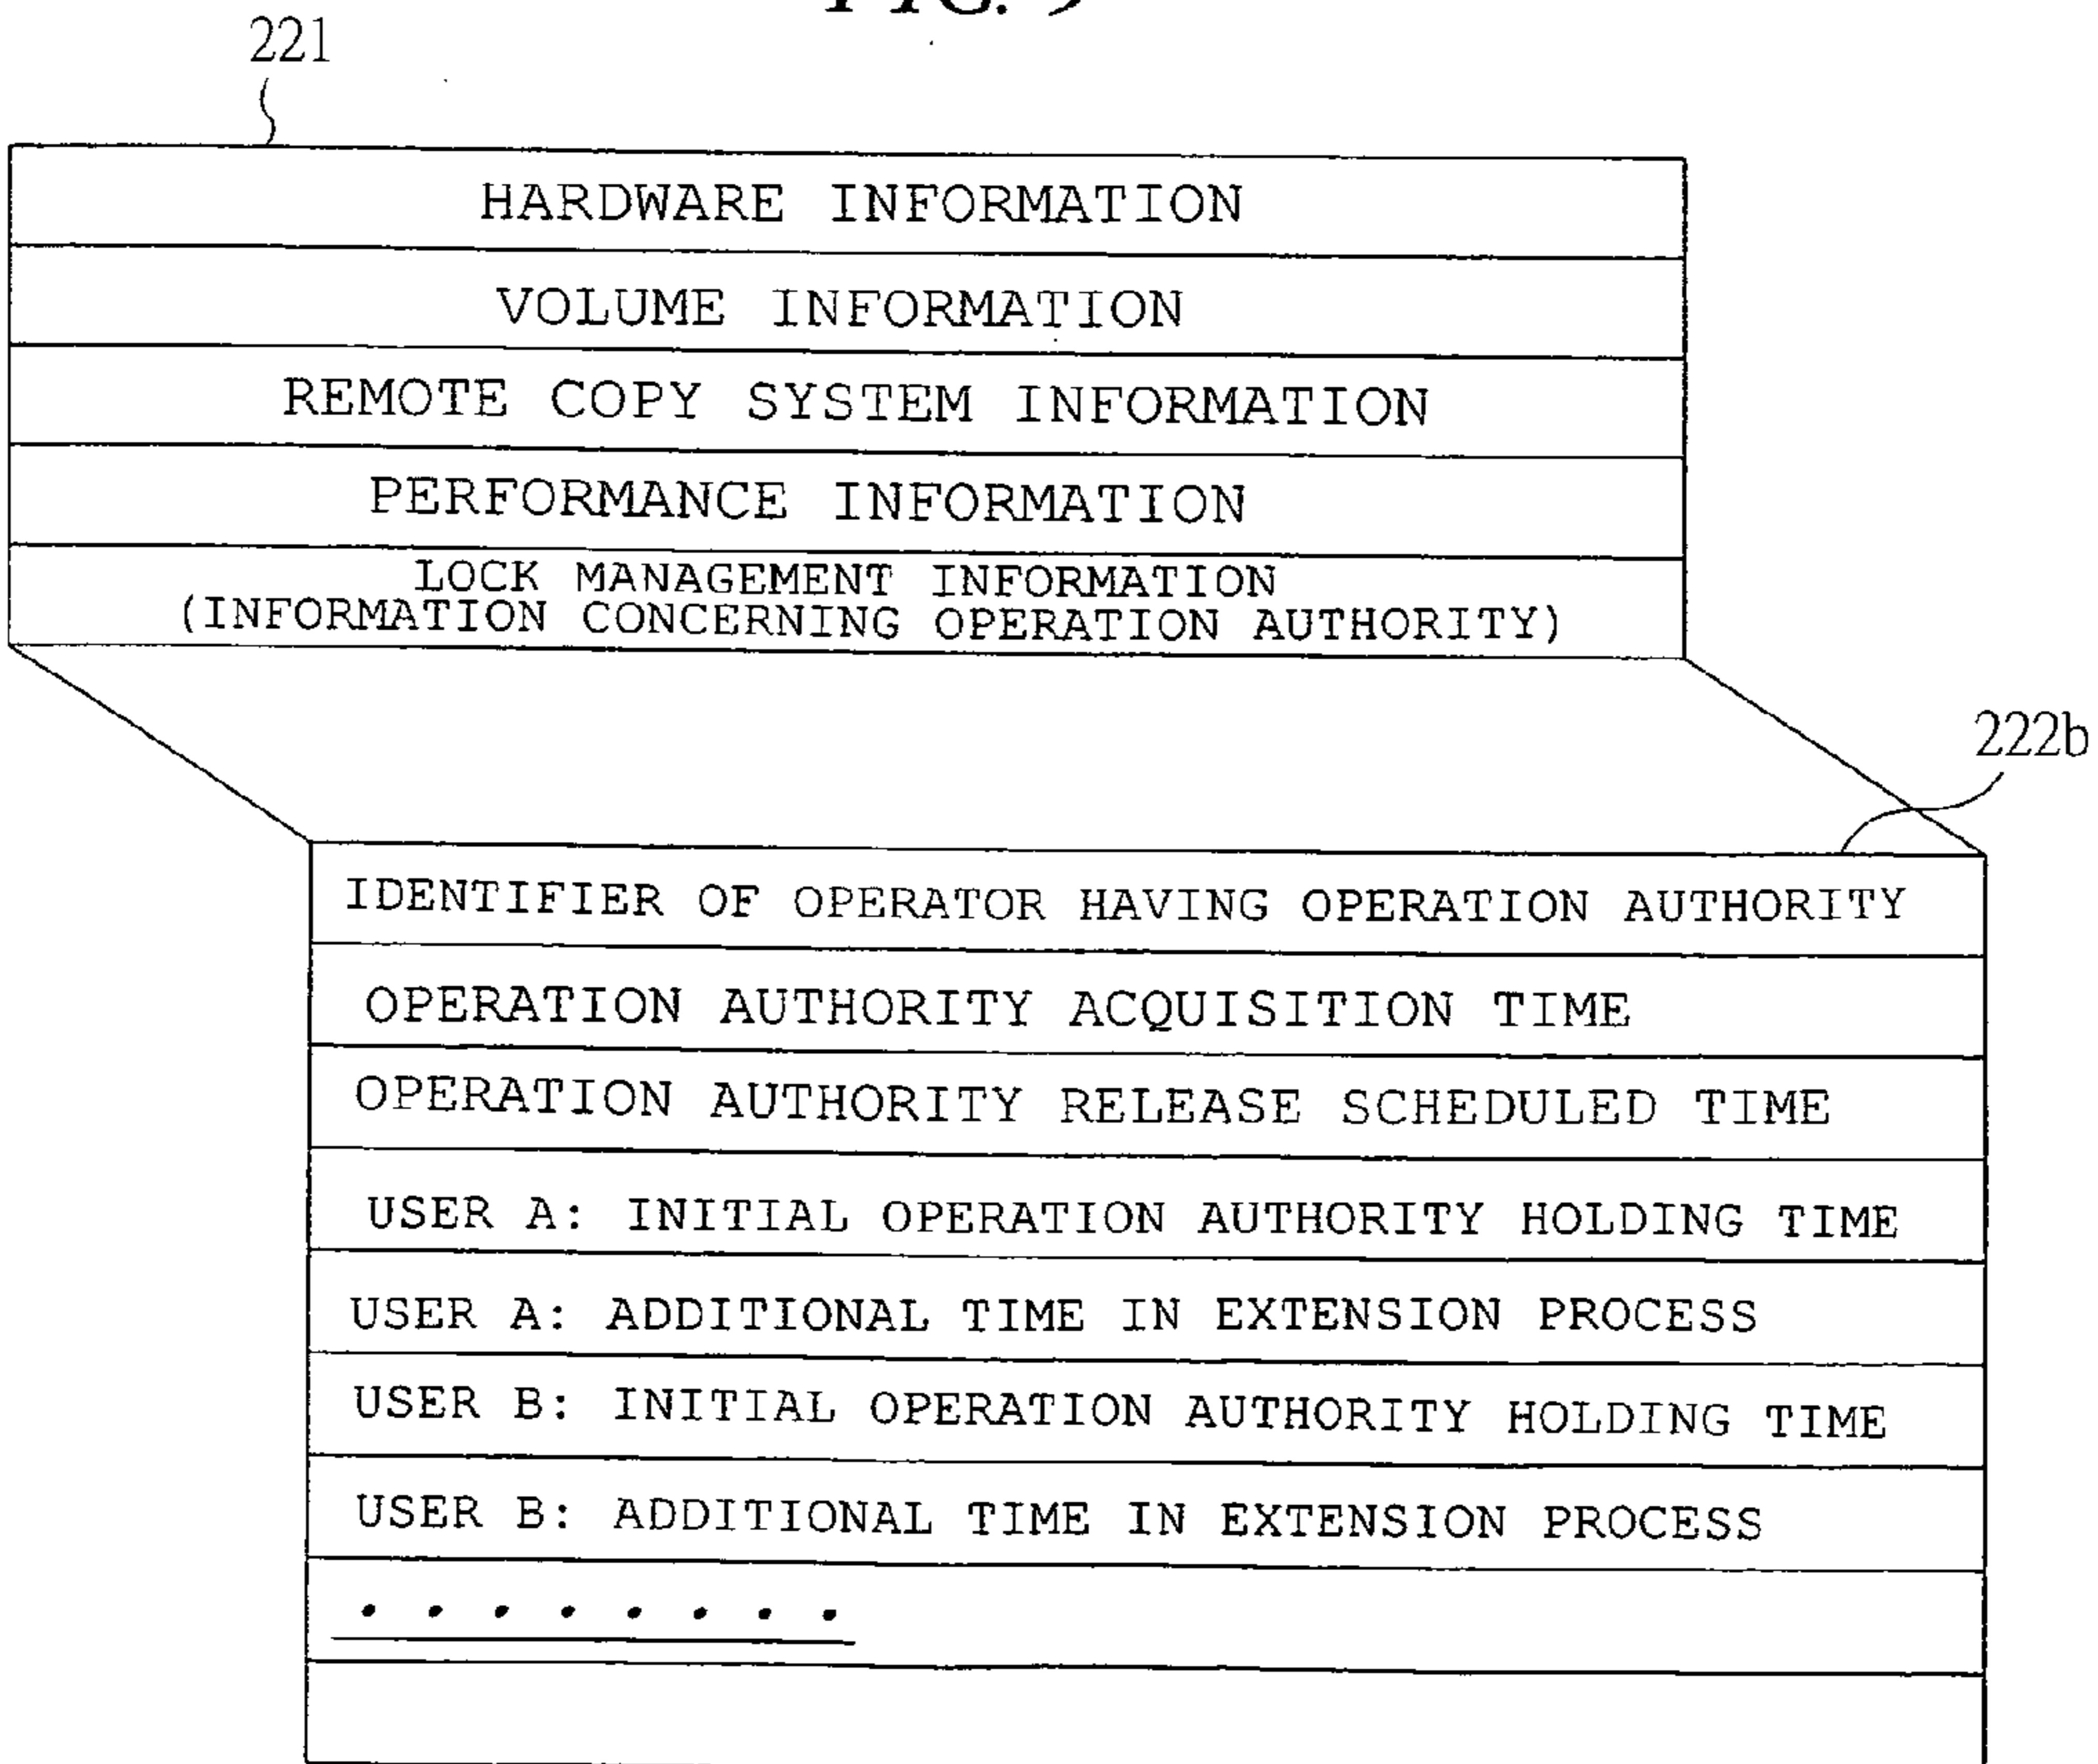 FIG. 9
221
HARDWARE INFORMATION
VOLUME INFORMATION
REMOTE COPY SYSTEM INFORMATION
PERFORMANCE INFORMATION
LOCK MANAGEMENT INFORMATION
(INFORMATION CONCERNING OPERATION AUTHORITY)
222b
IDENTIFIER OF OPERATOR HAVING OPERATION AUTHORITY
OPERATION AUTHORITY ACQUISITION TIME
OPERATION AUTHORITY RELEASE SCHEDULED TIME
USER A: INITIAL OPERATION AUTHORITY HOLDING TIME
USER A: ADDITIONAL TIME IN EXTENSION PROCESS
USER B: INITIAL OPERATION AUTHORITY HOLDING TIME
USER B: ADDITIONAL TIME IN EXTENSION PROCESS
. . . . . . . .